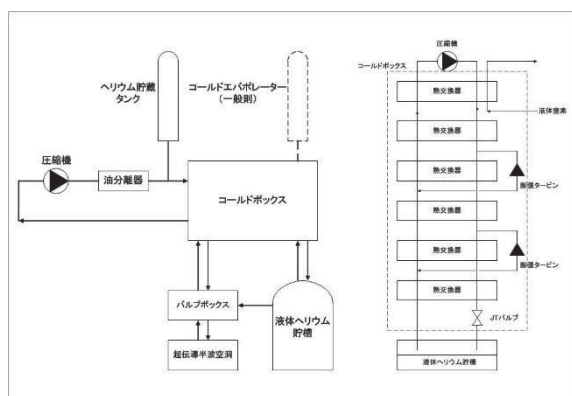 ヘリウム貯蔵
タンク
コールドエバポレーター
(一般則)
圧縮機
油分離器
コールドボックス
バルブボックス
超伝導半波空洞
液体ヘリウム
貯槽
圧縮機
コールドボックス
熱交換器
液体窒素
熱交換器
熱交換器
膨張タービン
熱交換器
熱交換器
膨張タービン
熱交換器
JTバルブ
液体ヘリウム貯槽